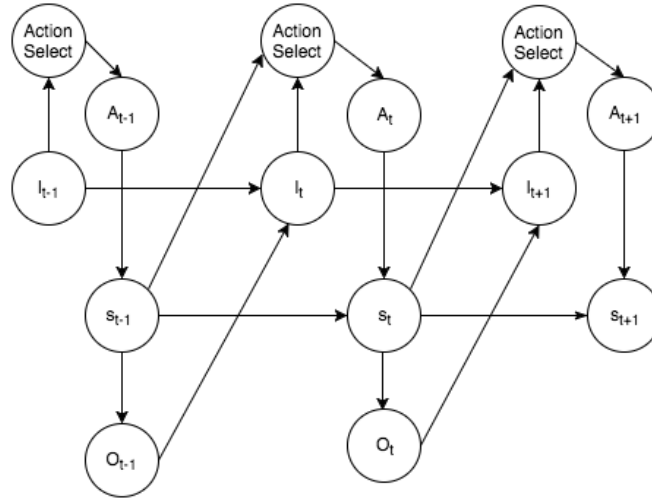 Action
Select
Action
Select
Action
Select
A_{t-1}
A_t
A_{t+1}
I_{t-1}
I_t
I_{t+1}
s_{t-1}
s_t
s_{t+1}
O_{t-1}
O_t